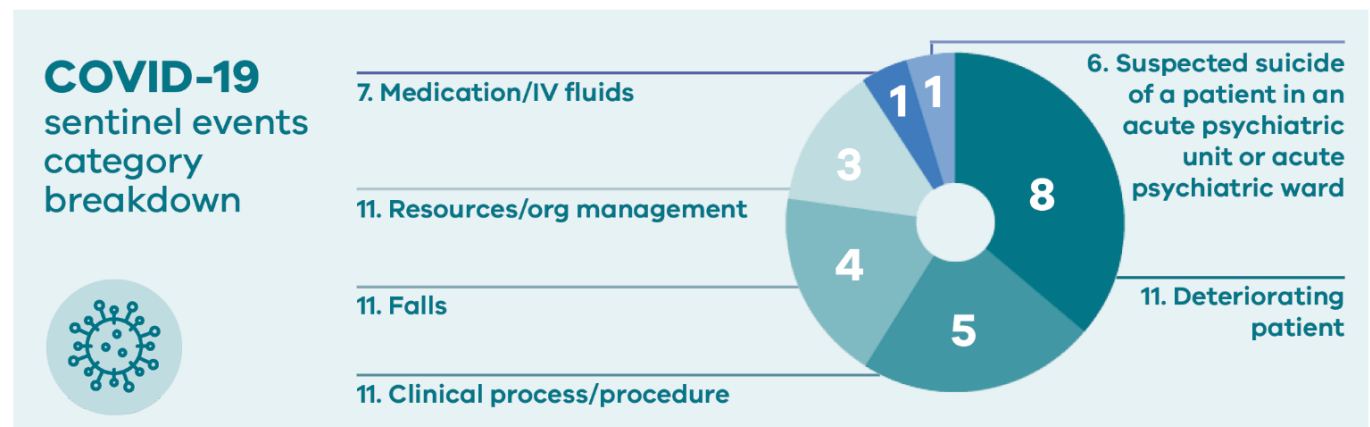 COVID-19
sentinel events
category
breakdown
7. Medication/IV fluids
11. Resources/org management
11. Falls
11. Clinical process/procedure
1
1
3
8
4
5
6. Suspected suicide
of a patient in an
acute psychiatric
unit or acute
psychiatric ward
11. Deteriorating
patient